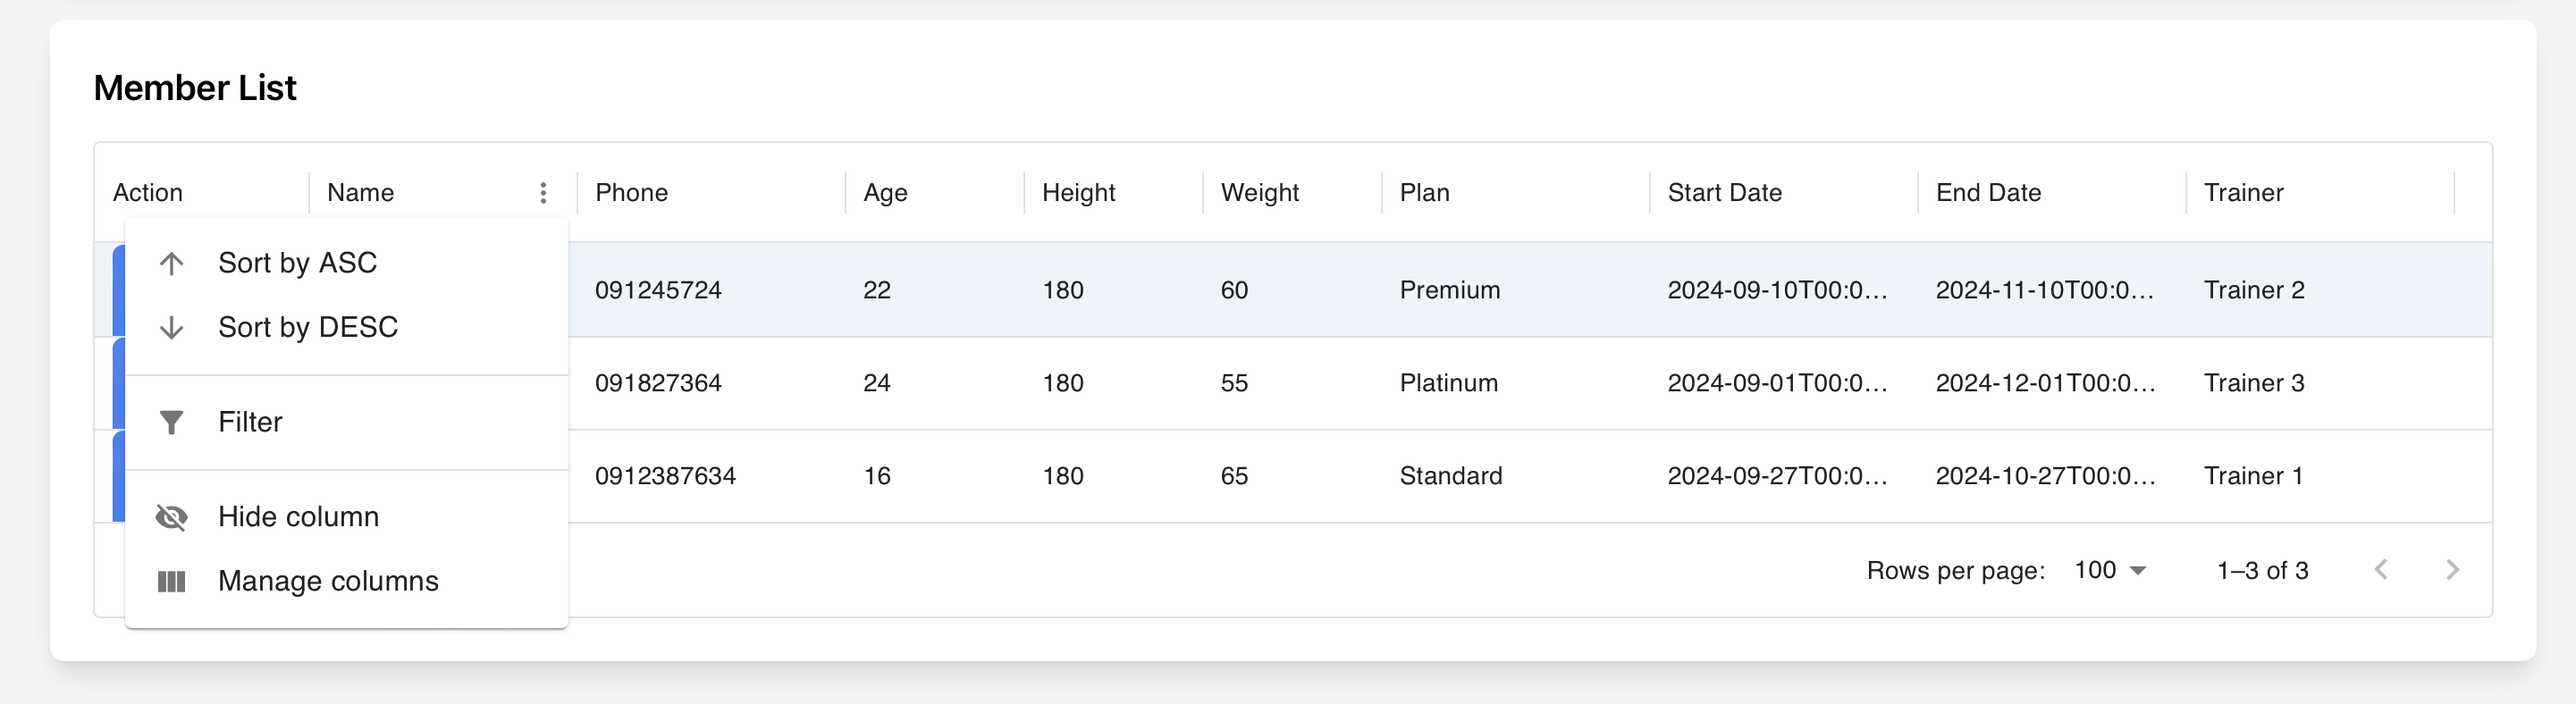 Member List
Action Name Phone Age Height Weight Plan Start Date End Date Trainer
Sort by ASC
091245724 22 180 60 Premium 2024-09-10T00:0... 2024-11-10T00:0... Trainer 2
Sort by DESC
091827364 24 180 55 Platinum 2024-09-01T00:0... 2024-12-01T00:0... Trainer 3
Filter
0912387634 16 180 65 Standard 2024-09-27T00:0... 2024-10-27T00:0... Trainer 1
Hide column
Manage columns
Rows per page: 100 1–3 of 3